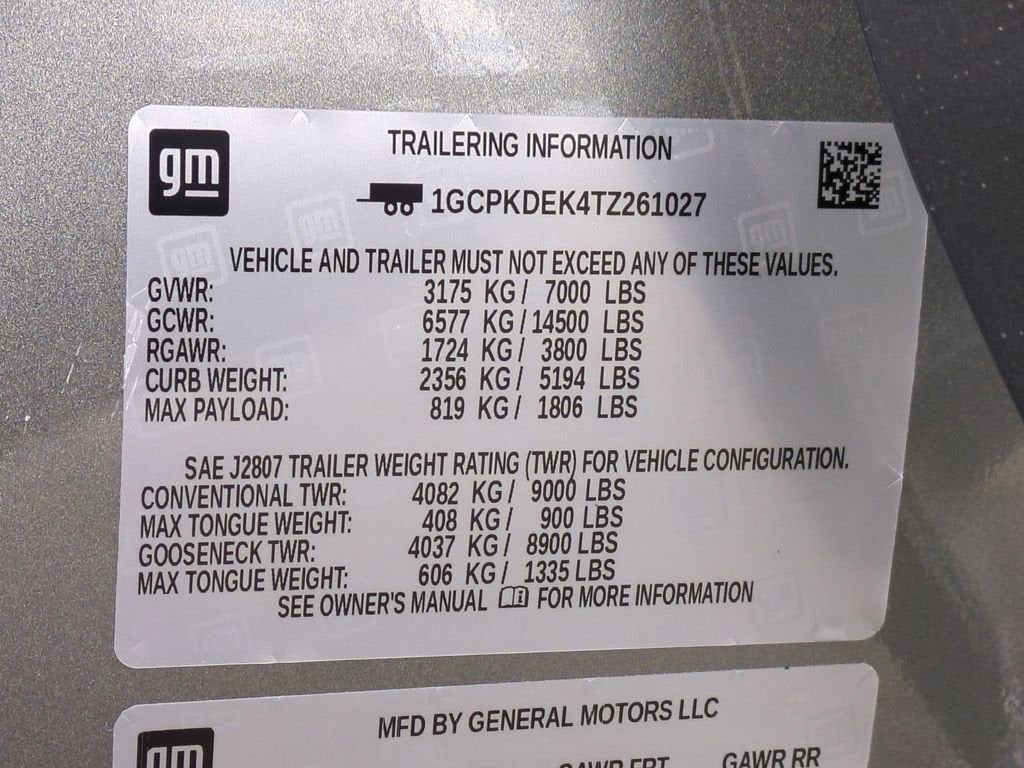 gm
TRAILERING INFORMATION
1GCPKDEK4TZ261027
VEHICLE AND TRAILER MUST NOT EXCEED ANY OF THESE VALUES.
GVWR: 3175 KG / 7000 LBS
GCWR: 6577 KG / 14500 LBS
RGAWR: 1724 KG / 3800 LBS
CURB WEIGHT: 2356 KG / 5194 LBS
MAX PAYLOAD: 819 KG / 1806 LBS
SAE J2807 TRAILER WEIGHT RATING (TWR) FOR VEHICLE CONFIGURATION.
CONVENTIONAL TWR: 4082 KG / 9000 LBS
MAX TONGUE WEIGHT: 408 KG / 900 LBS
GOOSENECK TWR: 4037 KG / 8900 LBS
MAX TONGUE WEIGHT: 606 KG / 1335 LBS
SEE OWNER'S MANUAL FOR MORE INFORMATION
MFD BY GENERAL MOTORS LLC
gm
GAWR FRT GAWR RR